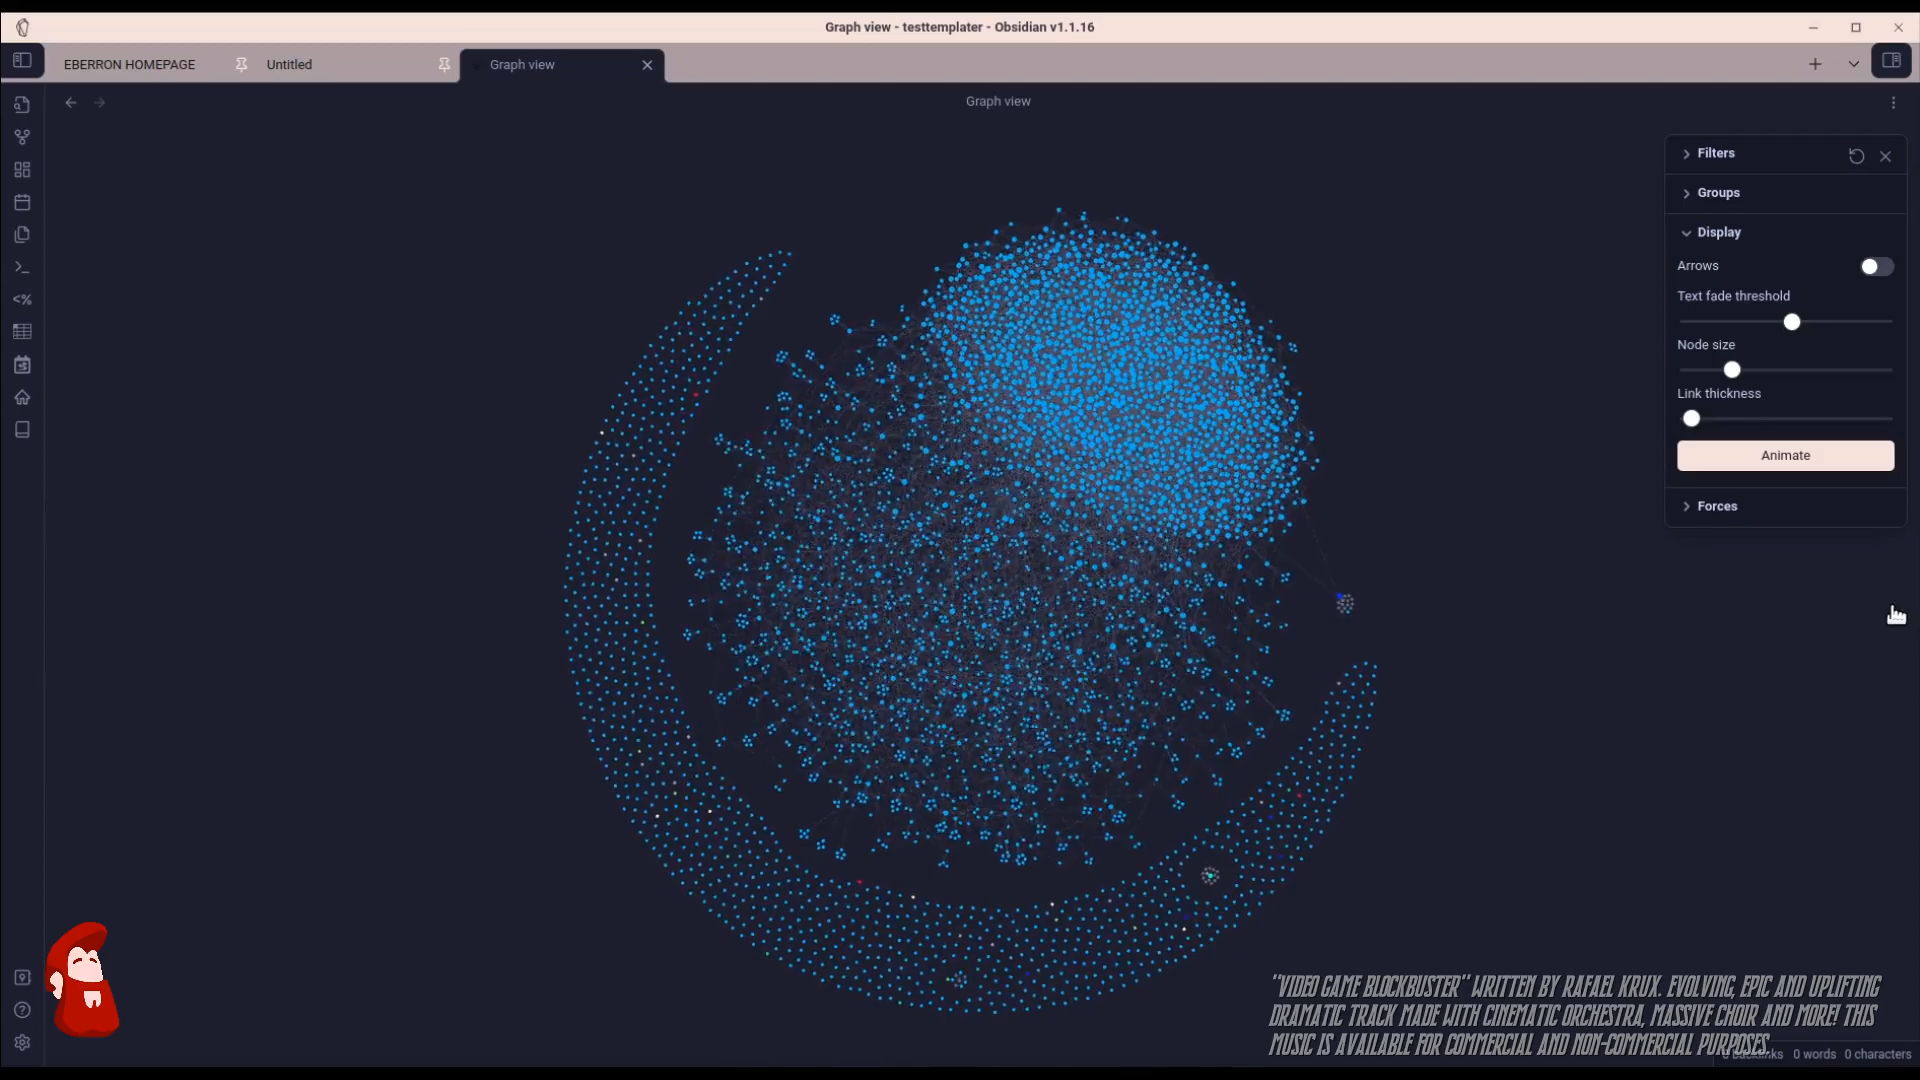 Graph view - testtemplater - Obsidian v1.1.16
EBERRON HOMEPAGE
Untitled
Graph view
Graph view
Filters
Groups
Display
Arrows
Text fade threshold
Node size
Link thickness
Animate
Forces
"VIDEO GAME BLOCKBUSTER" WRITTEN BY RAFAEL KRUX. EVOLVING, EPIC AND UPLIFTING
DRAMATIC TRACK MADE WITH CINEMATIC ORCHESTRA, MASSIVE CHOIR AND MORE! THIS
MUSIC IS AVAILABLE FOR COMMERCIAL AND NON-COMMERCIAL PURPOSES.
0 backlinks 0 words 0 characters